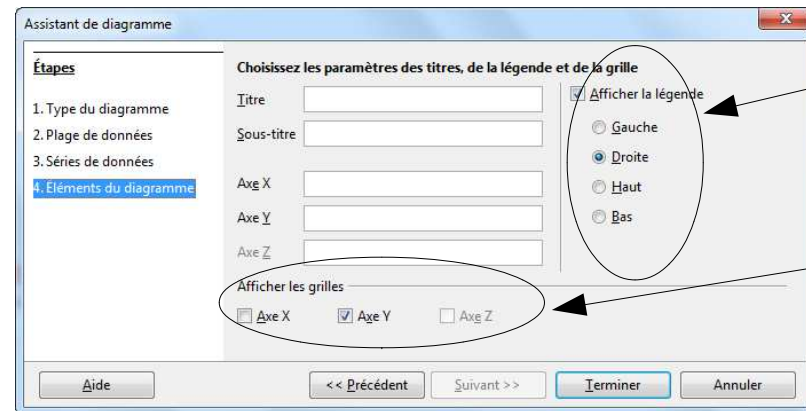 Assistant de diagramme
Étapes
1. Type du diagramme
2. Plage de données
3. Séries de données
4. Éléments du diagramme
Choisissez les paramètres des titres, de la légende et de la grille
Titre
Sous-titre
Axe X
Axe Y
Axe Z
Afficher la légende
Gauche
Droite
Haut
Bas
Afficher les grilles
Axe X Axe Y Axe Z
Aide << Précédent Suivant >> Terminer Annuler